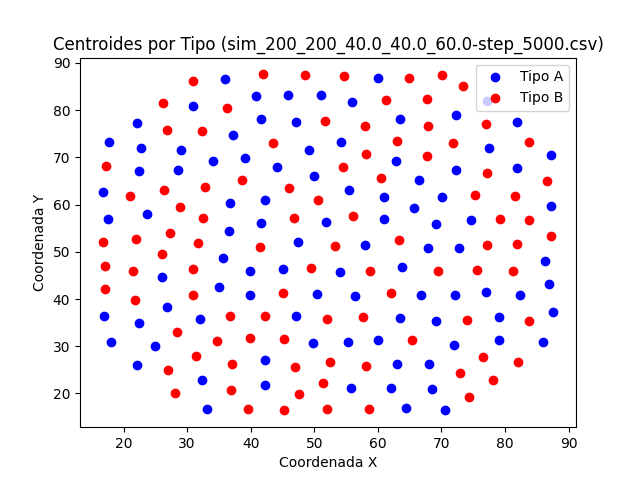 Centroides por Tipo (sim_200_200_40.0_40.0_60.0-step_5000.csv)
Tipo A
Tipo B
Coordenada Y
90
80
70
60
50
40
30
20
20 30 40 50 60 70 80 90
Coordenada X